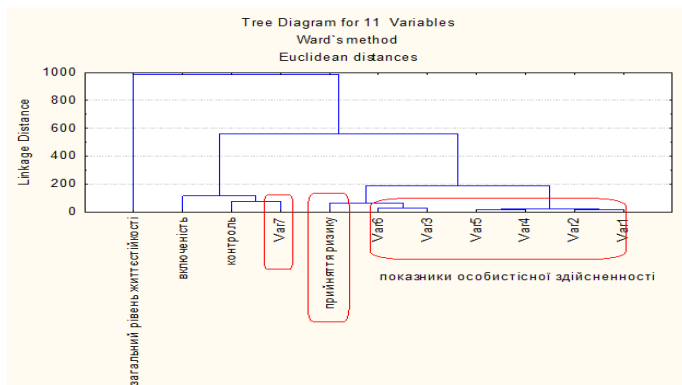 Tree Diagram for 11 Variables
Ward`s method
Euclidean distances
Linkage Distance
1000
800
600
400
200
0
загальний рівень життєстійкості
включеність
контроль
Var7
прийняття ризику
Var6
Var3
Var5
Var4
Var2
Var1
показники особистісної здійсненності